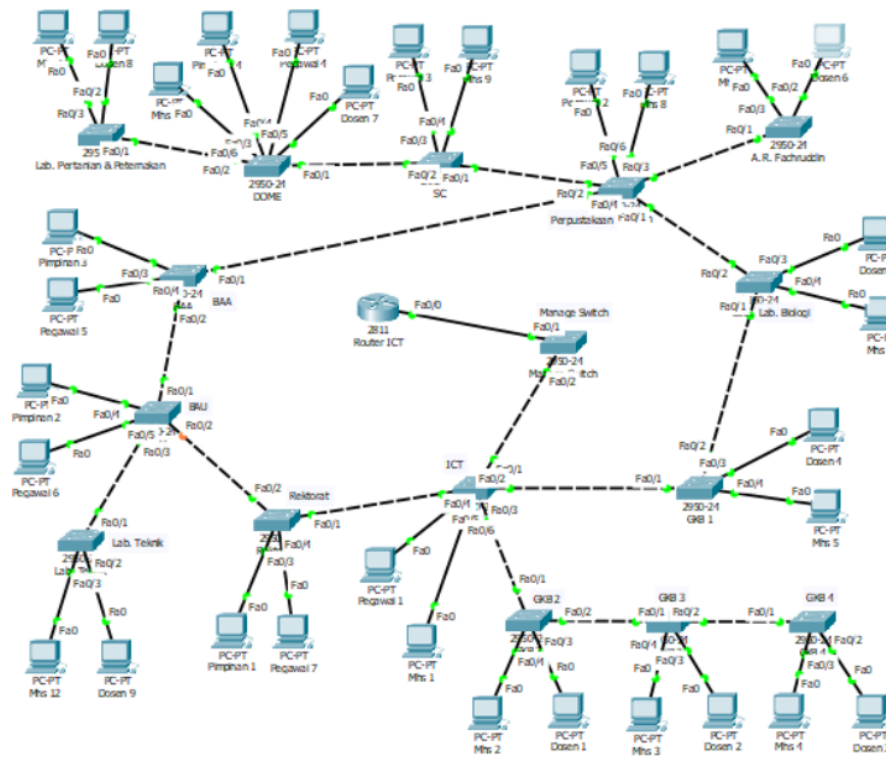 Fa0
Fa0
Dosen 8
Fa0/2
Fa0/3
Fa0/1
Lab. Pertanian & Peternakan
PC-PT
Mhs
Fa0
Fa0
Fa0
Fa0
Fa0
PC-PT
Dosen 7
Fa0/5
Fa0/6
Fa0/2
Fa0/1
2950-24
DOME
Fa0
Fa0
Mhs 9
Fa0/4
Fa0/3
Fa0/2
Fa0/1
SC
Fa0
Fa0
Fa0/6
Fa0/5
Fa0/3
Fa0/2
Fa0/4
Fa0/1
Perpustakaan
Fa0
Fa0
PC-PT
Dosen 6
Fa0/2
Fa0/3
Fa0/1
2950-24
A. R. Fachruddin
Fa0
Pimpinan 3
PC-PT
Pegawai 5
Fa0
Fa0/3
Fa0/4
Fa0/1
BAA
Fa0/2
Fa0/0
2811
Router ICT
Manage Switch
Fa0/1
2950-24
Fa0/2
Fa0/3
Fa0
Fa0/2
Fa0/4
Fa0
Fa0/1
Lab. Biologi
Fa0/1
BAU
Fa0
Fa0/4
Fa0/2
PC-PT
Pimpinan 2
Fa0
Fa0/5
Fa0/3
PC-PT
Pegawai 6
Fa0/1
Lab. Teknik
Fa0/2
Fa0/3
Fa0
Fa0
PC-PT
Mhs 12
PC-PT
Dosen 9
Fa0/2
Rektorat
Fa0/1
Fa0/4
Fa0/3
Fa0
Fa0
PC-PT
Pimpinan 1
PC-PT
Pegawai 7
ICT
Fa0/1
Fa0/2
Fa0/4
Fa0/3
Fa0/5
Fa0/6
Fa0
PC-PT
Pegawai 1
Fa0
PC-PT
Mhs 1
Fa0/2
Fa0/1
Fa0/3
Fa0/4
2950-24
GKB 1
Fa0
PC-PT
Dosen 4
Fa0
PC-PT
Mhs 5
Fa0/1
GKB 2
Fa0/2
Fa0/3
Fa0/4
Fa0
Fa0
PC-PT
Mhs 2
PC-PT
Dosen 1
GKB 3
Fa0/1
Fa0/2
Fa0/4
Fa0/3
Fa0
Fa0
PC-PT
Mhs 3
PC-PT
Dosen 2
GKB 4
Fa0/1
Fa0/2
Fa0/3
Fa0
Fa0
PC-PT
Mhs 4
PC-PT